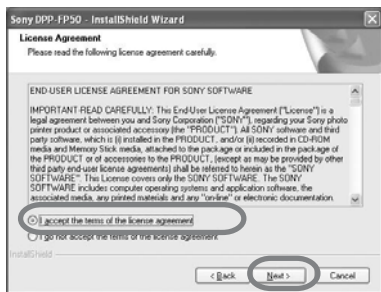 Sony DPP-FP50 - InstallShield Wizard
License Agreement
Please read the following license agreement carefully.
END-USER LICENSE AGREEMENT FOR SONY SOFTWARE
IMPORTANT-READ CAREFULLY: This End-User License Agreement ("License") is a
legal agreement between you and Sony Corporation ("SONY"), regarding your Sony photo
printer product or associated accessory (the "PRODUCT"). All SONY software and third
party software, which is (i) installed in the PRODUCT, and/or (ii) recorded in CD-ROM
media and Memory Stick media, attached to the package or included in the package of
the PRODUCT or of accessories to the PRODUCT, (except as may be provided by other
third party end-user license agreements) shall be referred to herein as the "SONY
SOFTWARE". This License covers only the SONY SOFTWARE. The SONY
SOFTWARE includes computer operating systems and application software, the
associated media, any printed materials and any "on-line" or electronic documentation.
I accept the terms of the license agreement
I do not accept the terms of the license agreement
InstallShield
< Back
Next >
Cancel